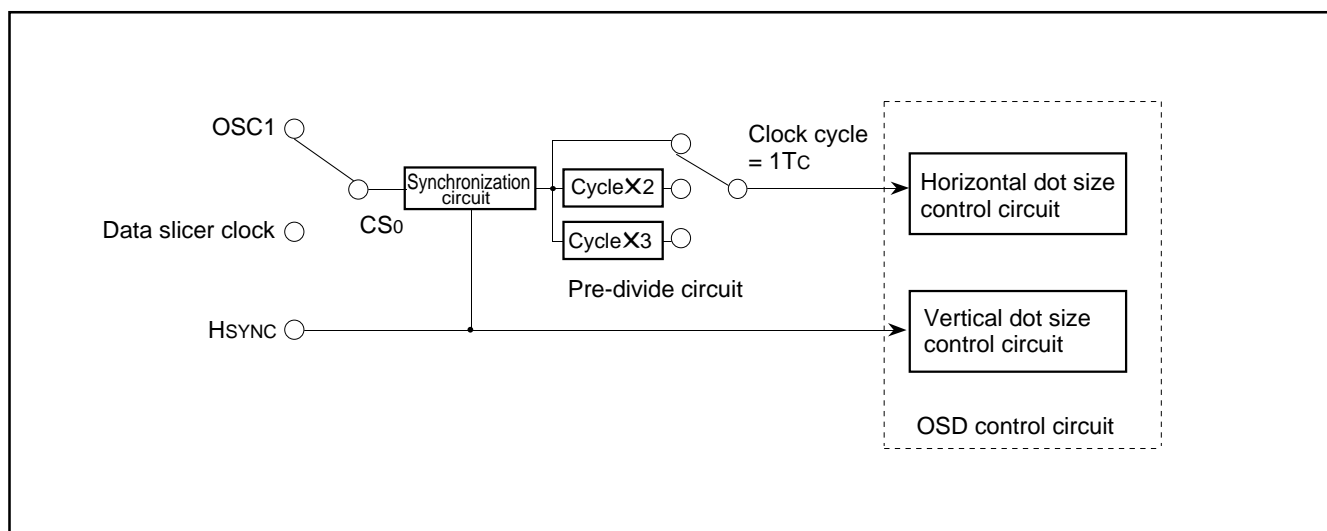 OSC1
Data slicer clock
HSYNC
CS0
Synchronization
circuit
Cycle×2
Cycle×3
Pre-divide circuit
Clock cycle
= 1TC
Horizontal dot size
control circuit
Vertical dot size
control circuit
OSD control circuit